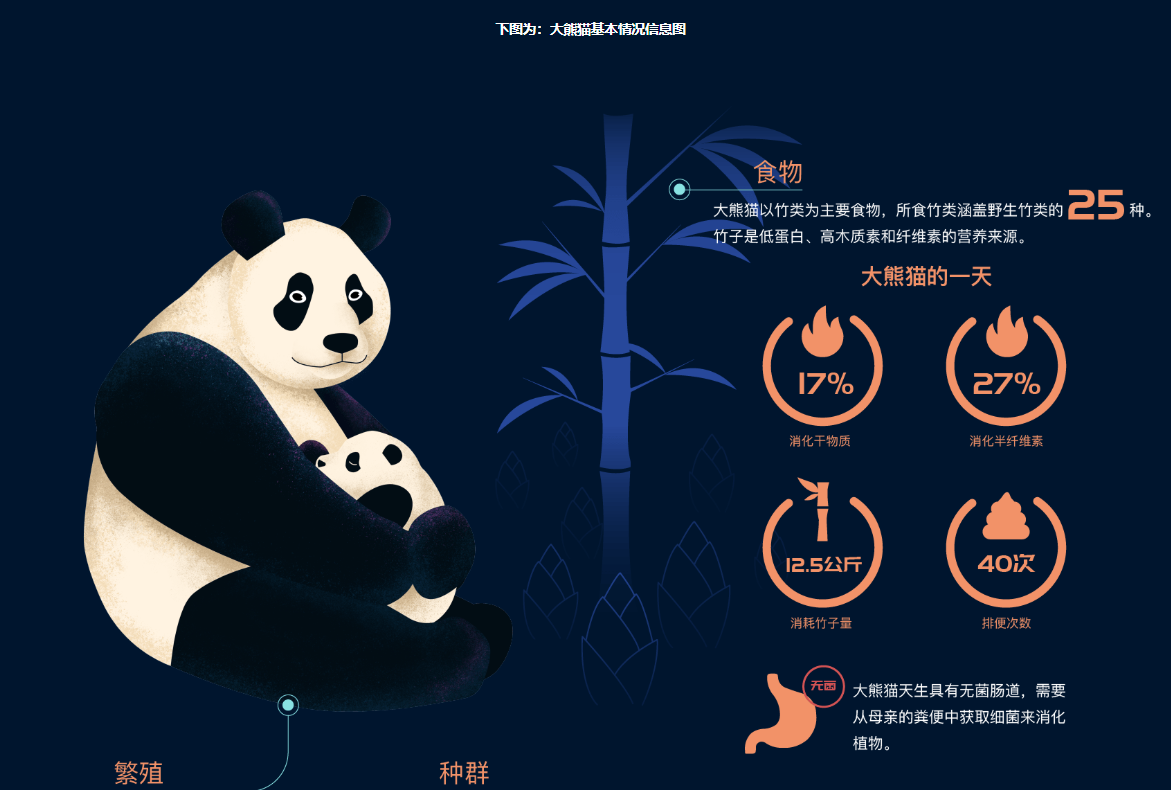 下图为：大熊猫基本情况信息图
食物
大熊猫以竹类为主要食物，所食竹类涵盖野生竹类的25种。
竹子是低蛋白、高木质素和纤维素的营养来源。
大熊猫的一天
17%
27%
消化干物质
消化半纤维素
12.5公斤
40次
消耗竹子量
排便次数
无菌
大熊猫天生具有无菌肠道，需要
从母亲的粪便中获取细菌来消化
植物。
繁殖
种群